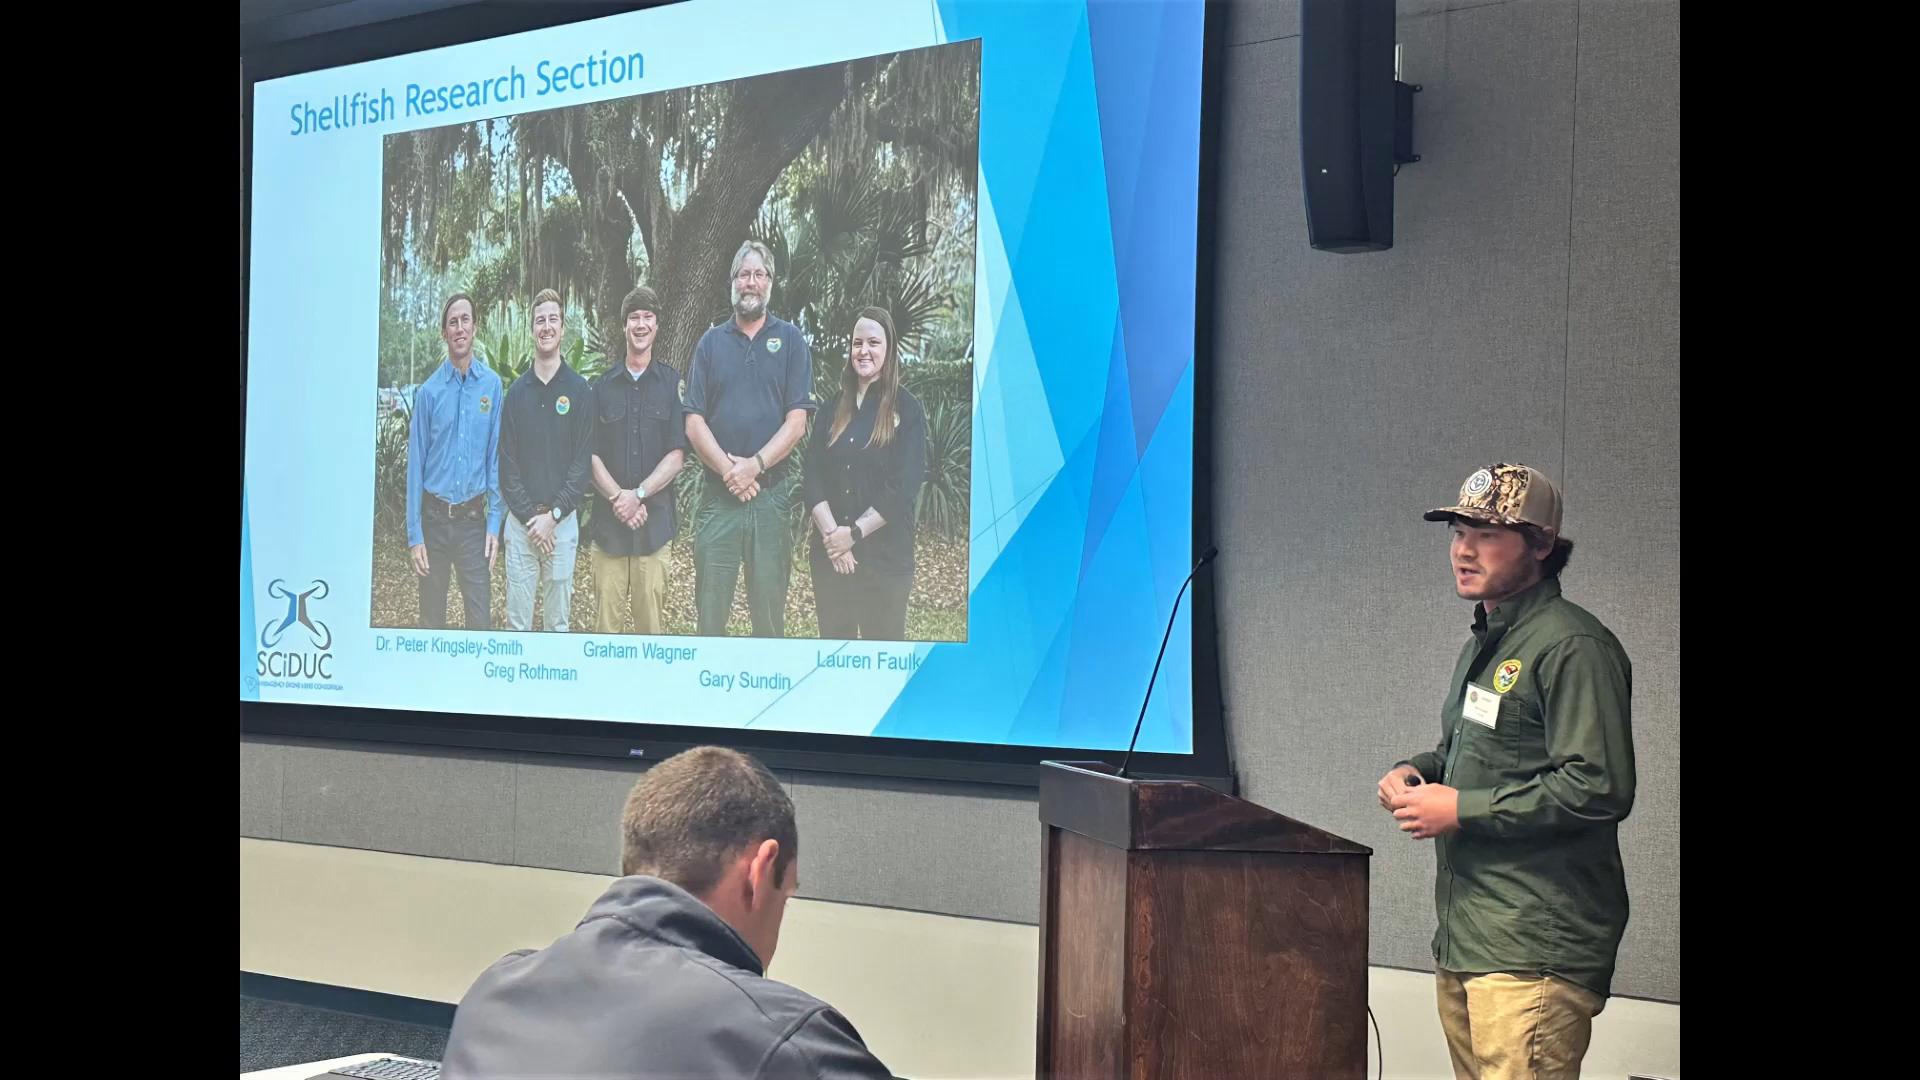 Shellfish Research Section
Dr. Peter Kingsley-Smith
Greg Rothman
Graham Wagner
Gary Sundin
Lauren Faulk
SCiDUC